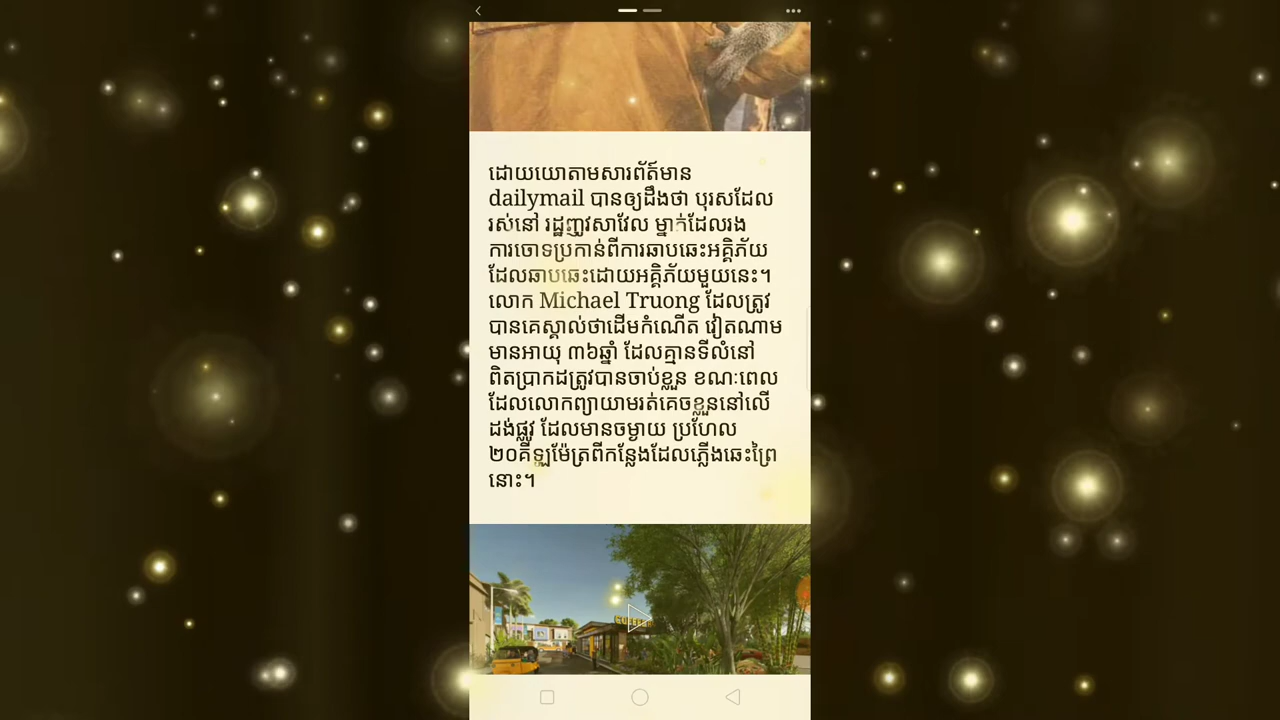 ដោយយោតាមសារព័ត៍មាន
dailymail បានឲ្យដឹងថា បុរសដែល
រស់នៅ រដ្ឋញូវសាវែល ម្នាក់ដែលរង
ការចោទប្រកាន់ពីការឆាបឆេះអគ្គិភ័យ
ដែលឆាបឆេះដោយអគ្គិភ័យមួយនេះ។
លោក Michael Truong ដែលត្រូវ
បានគេស្គាល់ថាដើមកំណើត វៀតណាម
មានអាយុ ៣៦ឆ្នាំ ដែលគ្មានទីលំនៅ
ពិតប្រាកដត្រូវបានចាប់ខ្លួន ខណៈពេល
ដែលលោកព្យាយាមរត់គេចខ្លួននៅលើ
ដង់ផ្លូវ ដែលមានចម្ងាយ ប្រហែល
២០គីឡូម៉ែត្រពីកន្លែងដែលភ្លើងឆេះព្រៃ
នោះ។